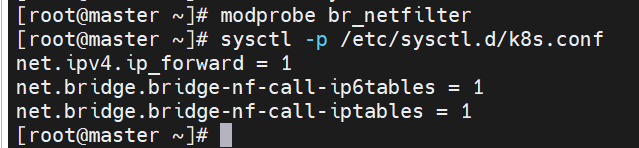 [root@master ~]# modprobe br_netfilter
[root@master ~]# sysctl -p /etc/sysctl.d/k8s.conf
net.ipv4.ip_forward = 1
net.bridge.bridge-nf-call-ip6tables = 1
net.bridge.bridge-nf-call-iptables = 1
[root@master ~]#